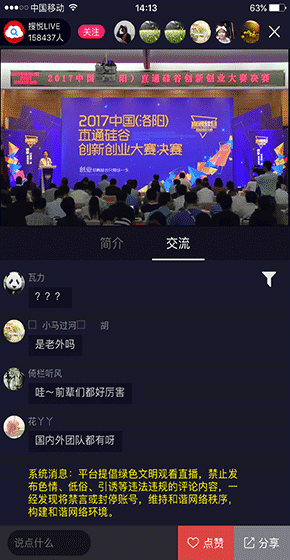 中国移动 14:13 63%
搜悦LIVE
158437人
关注
2017中国(洛阳)直通硅谷创新创业大赛决赛
2017中国(洛阳)
直通硅谷
创新创业大赛决赛
简介 交流
瓦力
？？？
小马过河 胡
是老外吗
倚栏听风
哇～前辈们都好厉害
花丫丫
国内外团队都有呀
系统消息：平台提倡绿色文明观看直播，禁止发
布色情、低俗、引诱等违法违规的评论内容，一
经发现将禁言或封停账号，维持和谐网络秩序，
构建和谐网络环境。
说点什么 点赞 分享